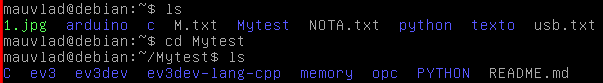 mauvlad@debian:~$ ls
1.jpg arduino c M.txt Mytest NOTA.txt python texto usb.txt
mauvlad@debian:~$ cd Mytest
mauvlad@debian:~/Mytest$ ls
C ev3 ev3dev ev3dev-lang-cpp memory opc PYTHON README.md